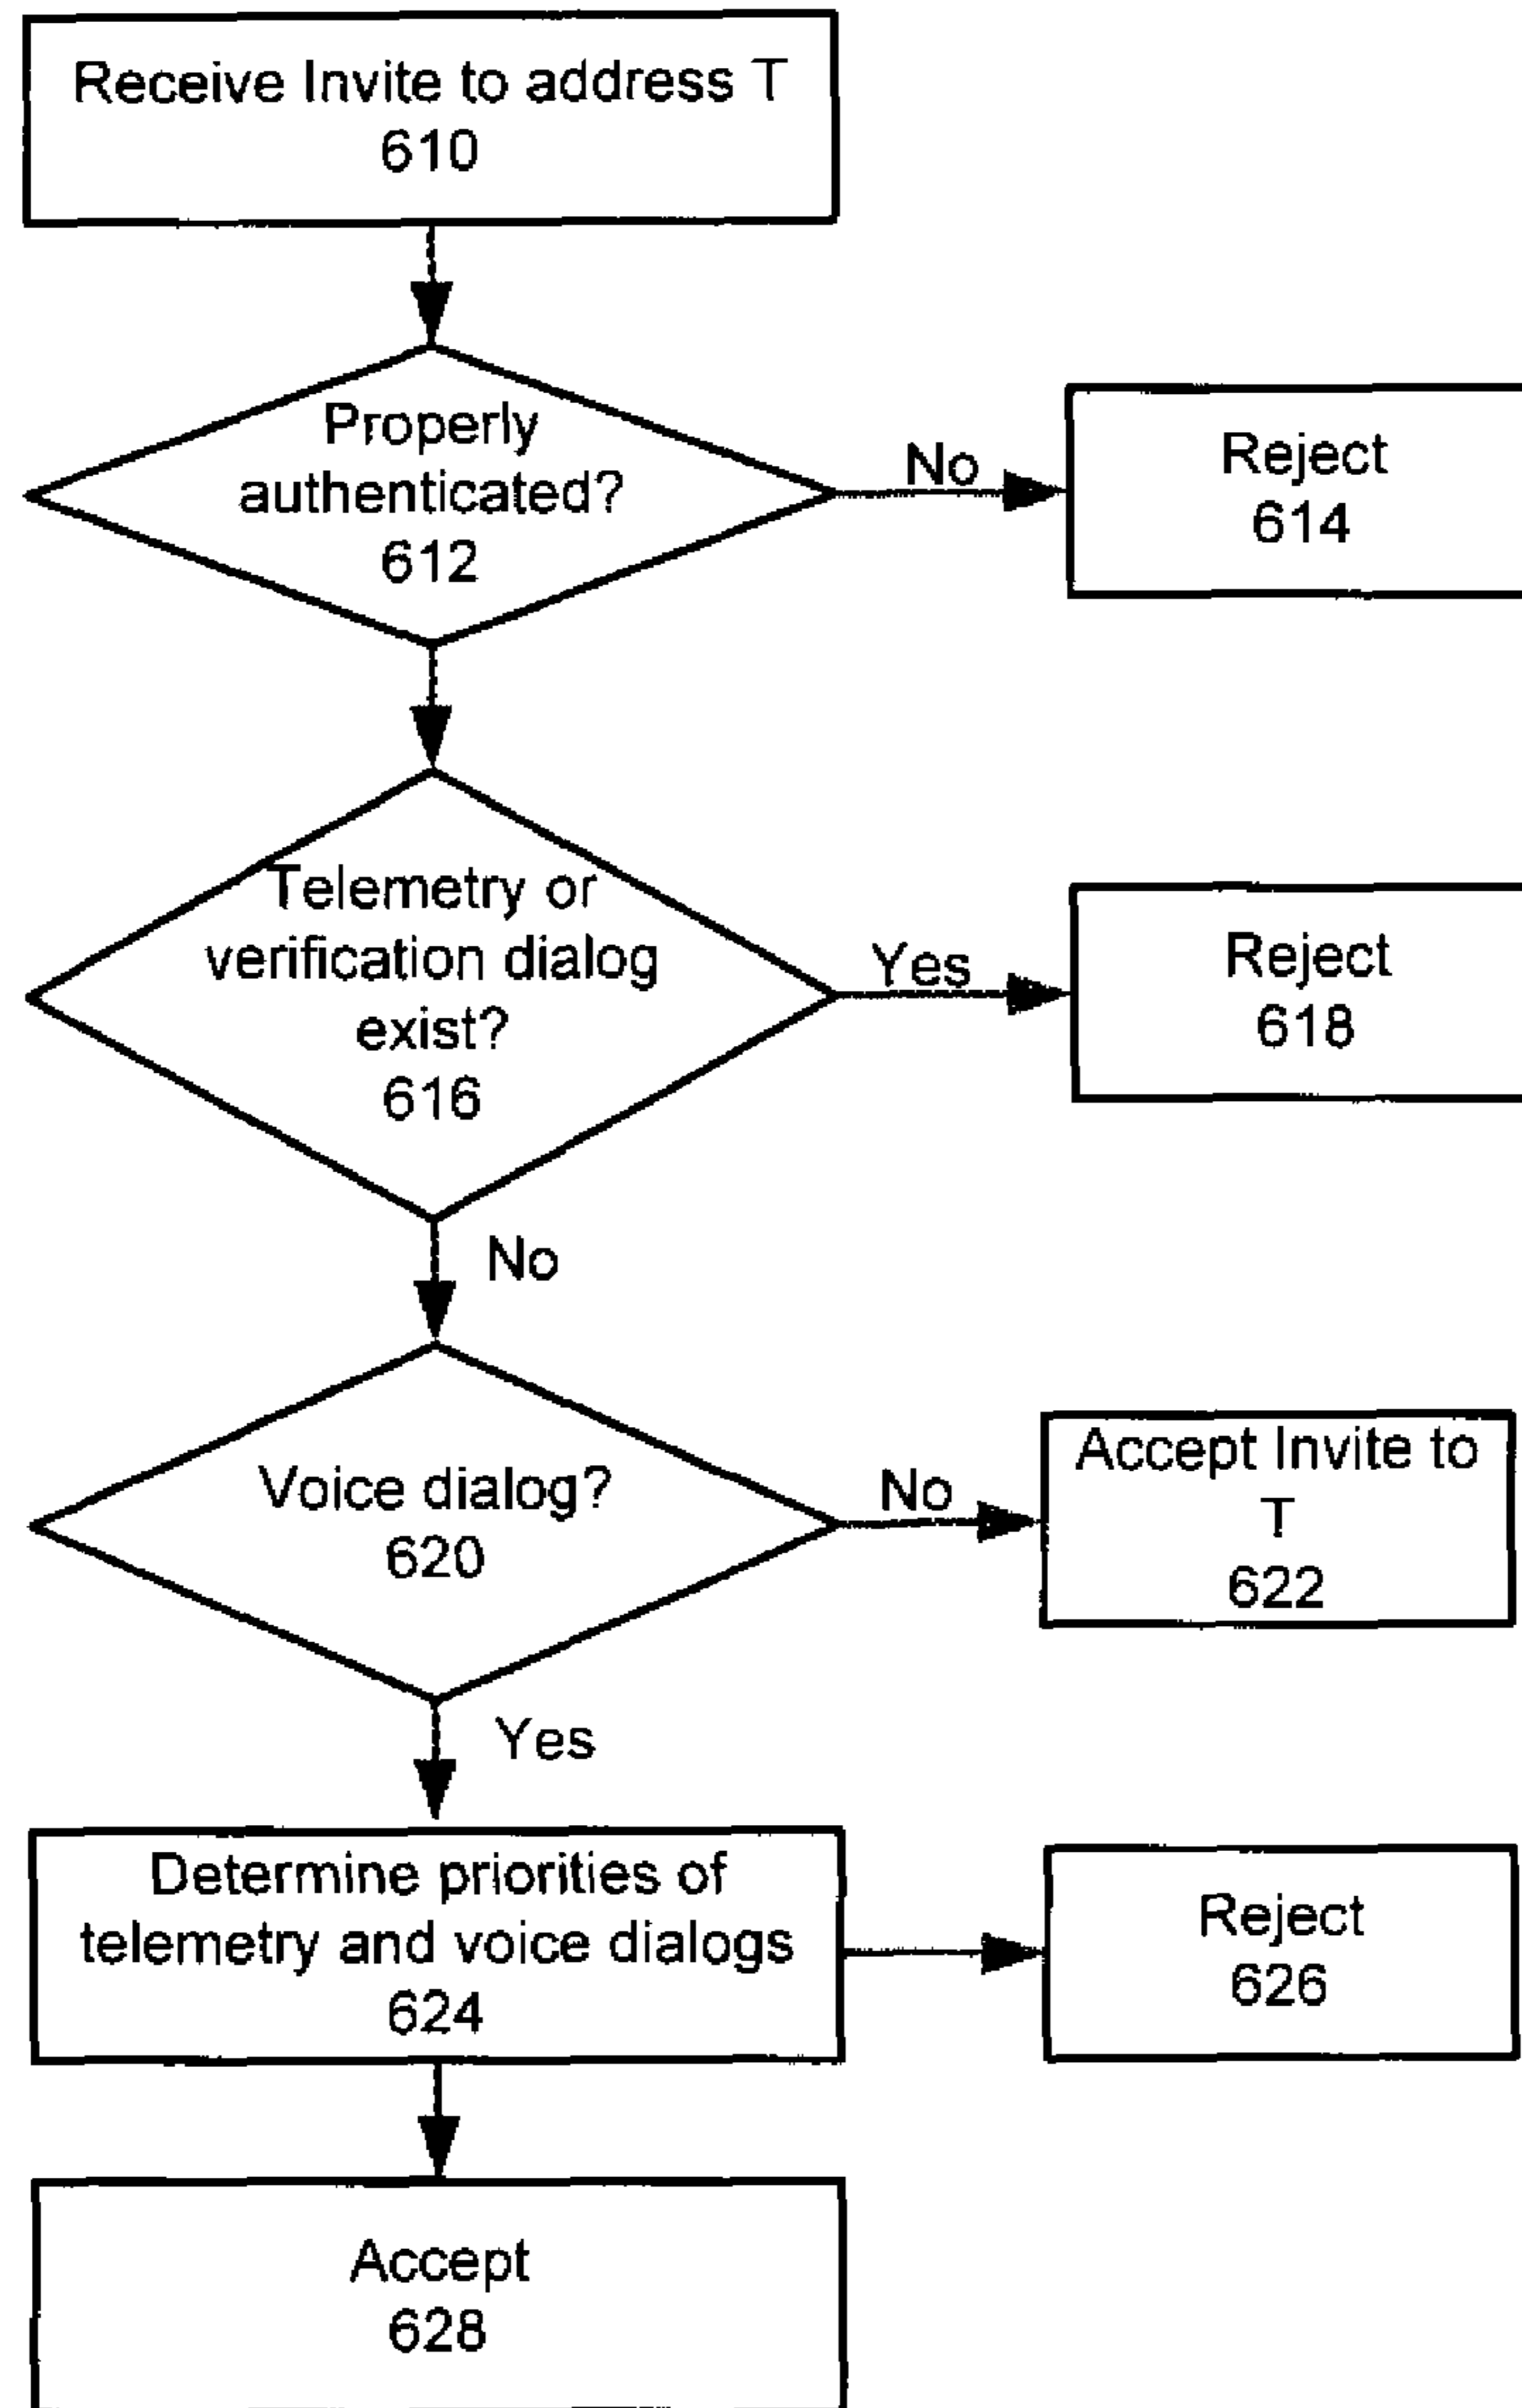 Receive Invite to address T
610
Properly
authenticated?
612
No
Reject
614
Telemetry or
verification dialog
exist?
616
Yes
Reject
618
No
Voice dialog?
620
No
Accept Invite to
T
622
Yes
Determine priorities of
telemetry and voice dialogs
624
Reject
626
Accept
628